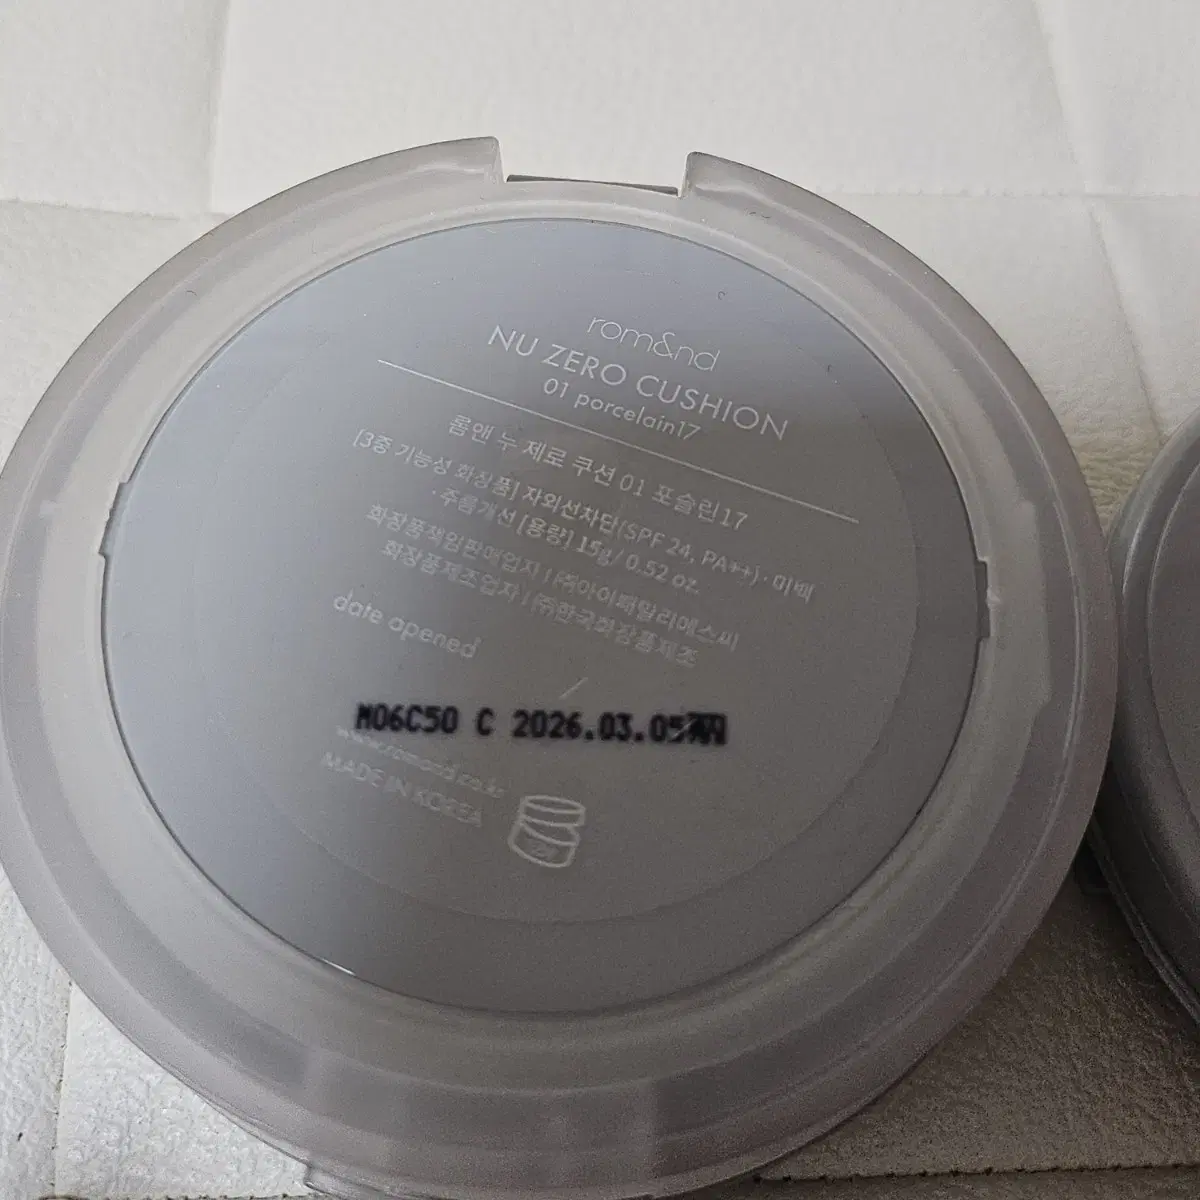 rom&nd
NU ZERO CUSHION
01 porcelain17
롬앤 누 제로 쿠션 01 포슬린17
[3중 기능성 화장품] 자외선차단(SPF 24, PA++)·미백
·주름개선 [용량] 15g / 0.52 oz.
화장품책임판매업자 | ㈜아이패밀리에스씨
화장품제조업자 | ㈜한국화장품제조
date opened
/
M06C50 C 2026.03.05까지
www.romand.co.kr
MADE IN KOREA